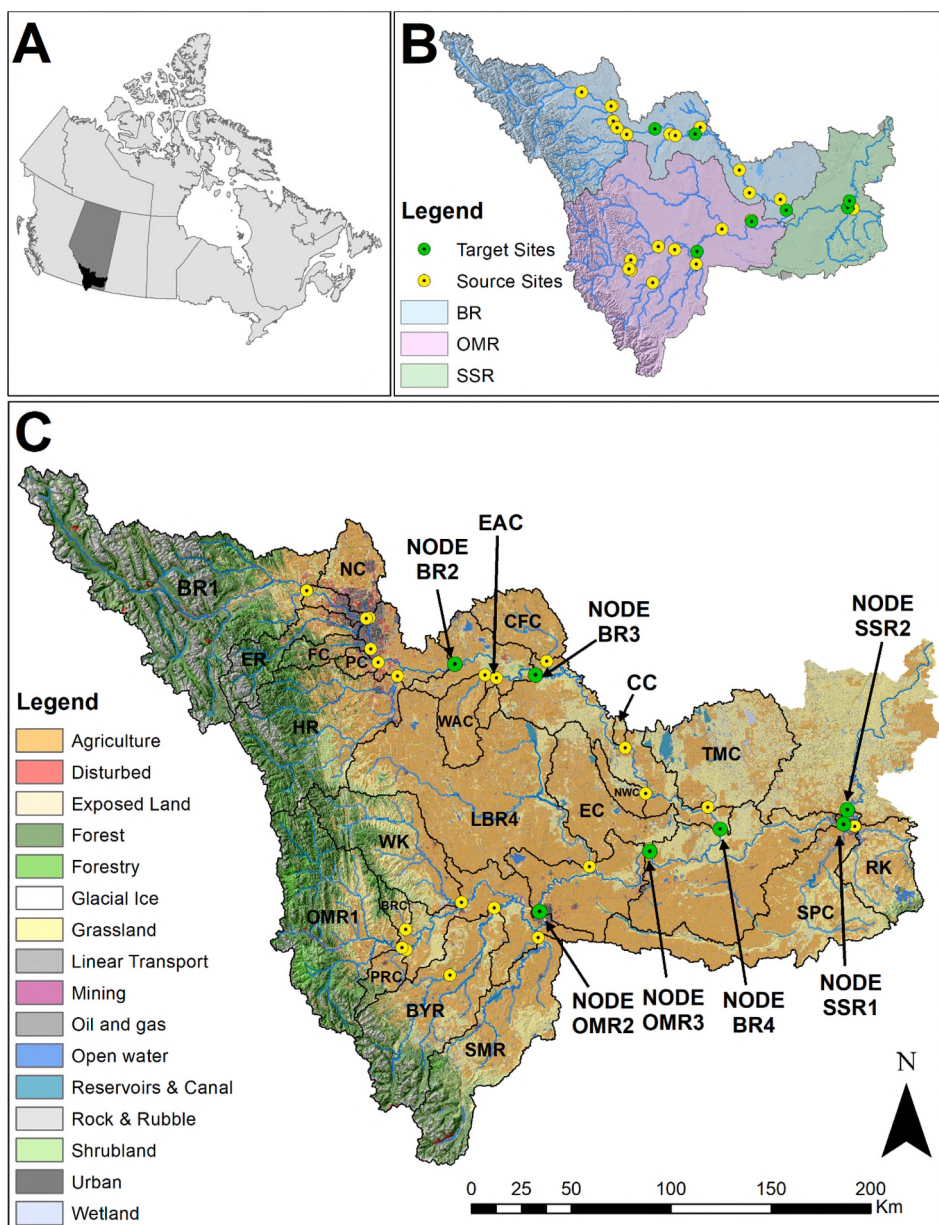 A
B
Legend
Target Sites
Source Sites
BR
OMR
SSR
C
EAC
NODE
BR2
NC
BR1
CFC
NODE
BR3
NODE
SSR2
CC
ER
FC
PC
WAC
TMC
HR
NWC
EC
LBR4
WK
RK
OMR1
BRC
SPC
PRC
BYR
SMR
NODE
OMR2
NODE
OMR3
NODE
BR4
NODE
SSR1
Legend
Agriculture
Disturbed
Exposed Land
Forest
Forestry
Glacial Ice
Grassland
Linear Transport
Mining
Oil and gas
Open water
Reservoirs & Canal
Rock & Rubble
Shrubland
Urban
Wetland
N
0 25 50 100 150 200
Km